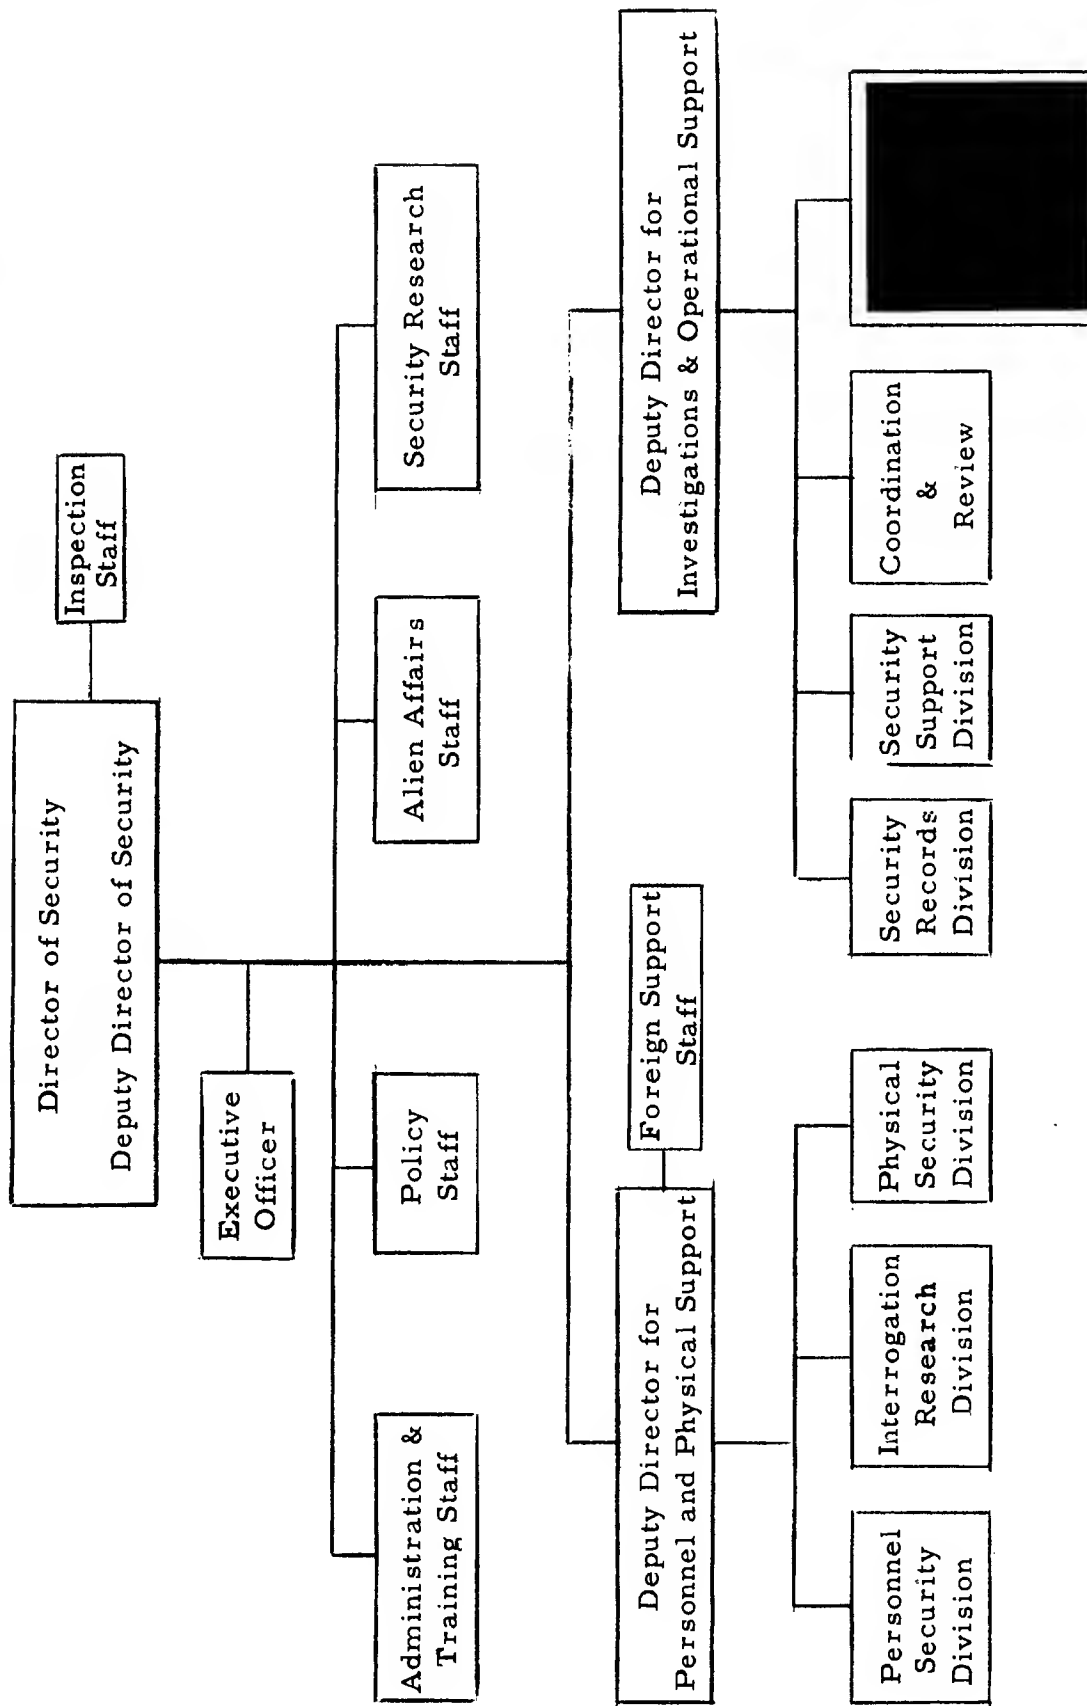 Director of Security
Deputy Director of Security
Inspection
Staff
Executive
Officer
Administration &
Training Staff
Policy
Staff
Alien Affairs
Staff
Security Research
Staff
Deputy Director for
Personnel and Physical Support
Foreign Support
Staff
Deputy Director for
Investigations & Operational Support
Personnel
Security
Division
Interrogation
Research
Division
Physical
Security
Division
Security
Records
Division
Security
Support
Division
Coordination
&
Review